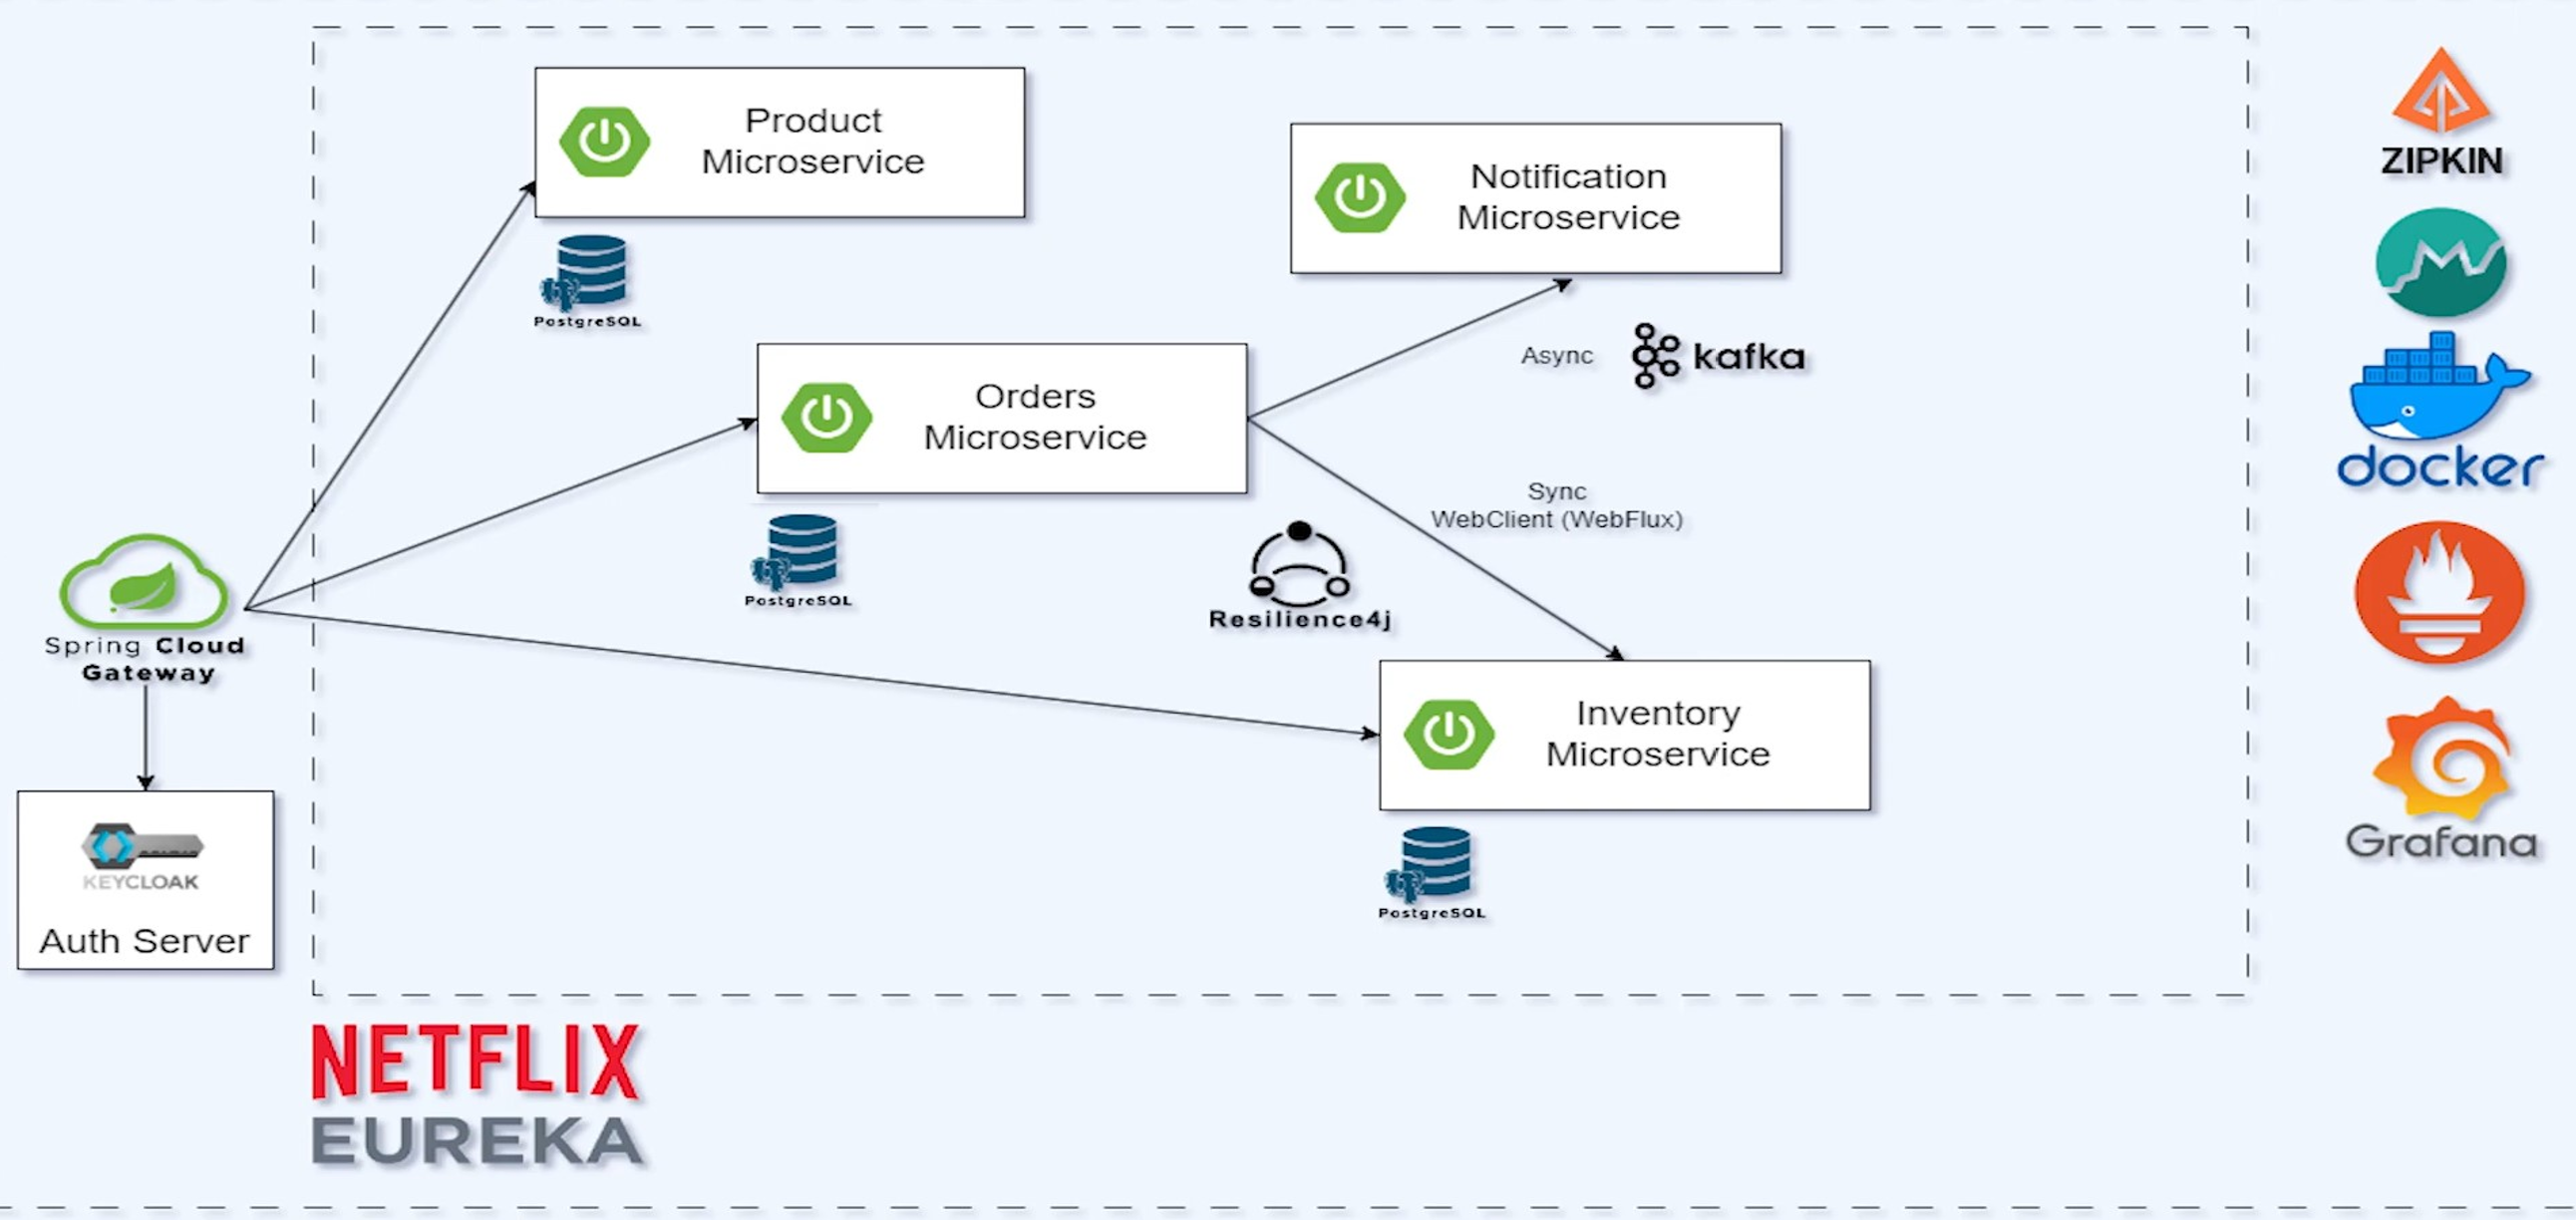 Product
Microservice
PostgreSQL
Notification
Microservice
Async
kafka
Orders
Microservice
PostgreSQL
Sync
WebClient (WebFlux)
Resilience4j
Spring Cloud
Gateway
Inventory
Microservice
PostgreSQL
KEYCLOAK
Auth Server
NETFLIX
EUREKA
ZIPKIN
docker
Grafana